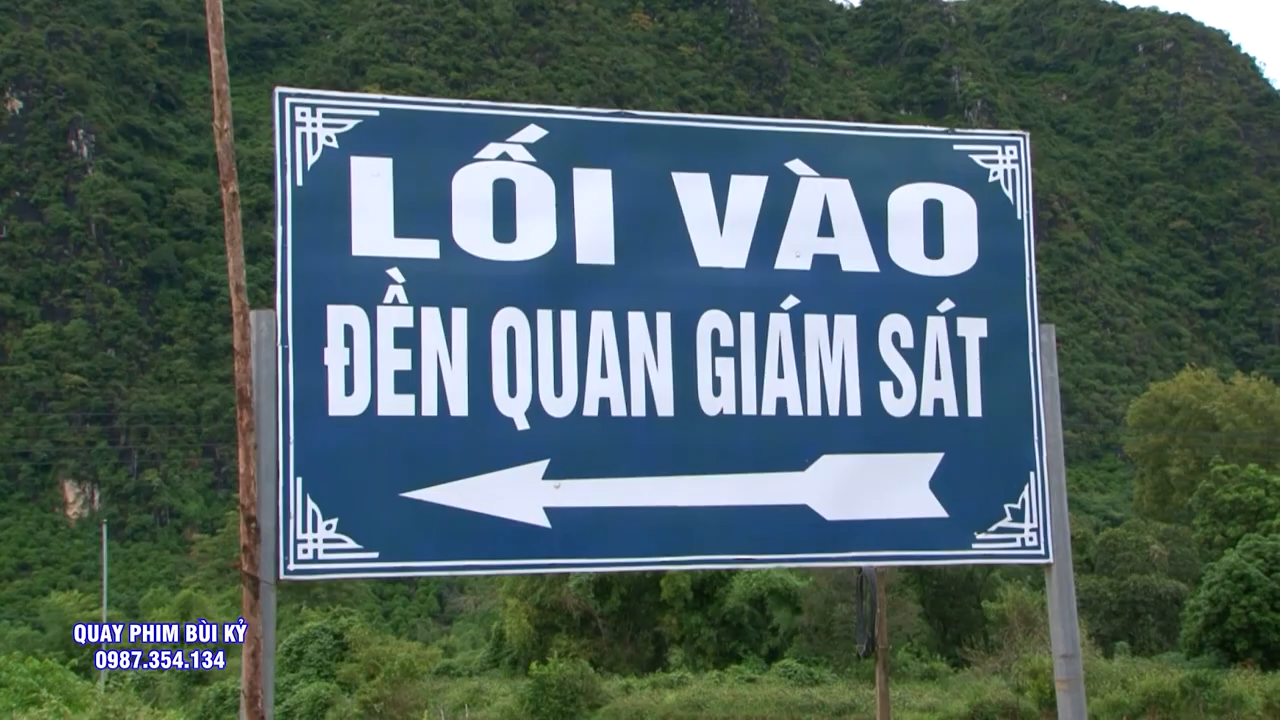 LỐI VÀO
ĐỀN QUAN GIÁM SÁT
QUAY PHIM BÙI KỶ
0987.354.134